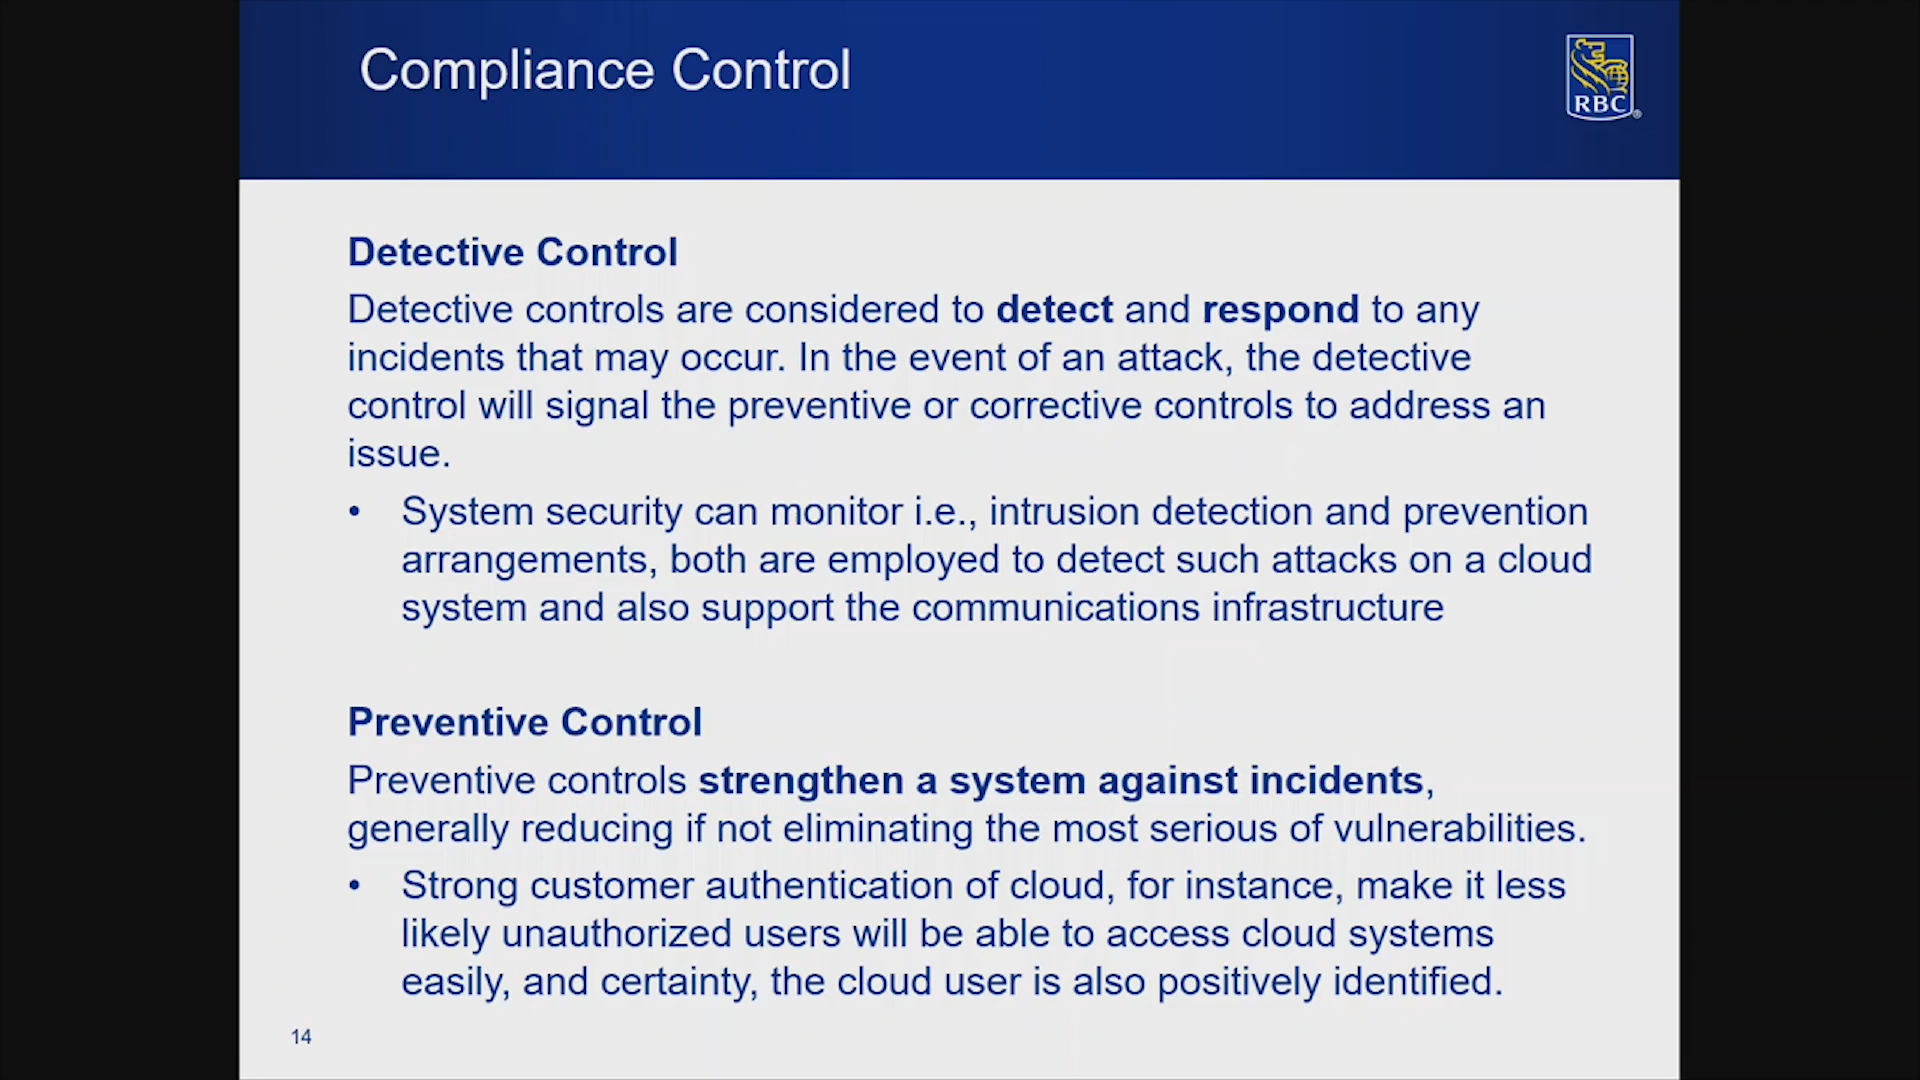 Compliance Control
RBC
®
Detective Control
Detective controls are considered to detect and respond to any
incidents that may occur. In the event of an attack, the detective
control will signal the preventive or corrective controls to address an
issue.
• System security can monitor i.e., intrusion detection and prevention
arrangements, both are employed to detect such attacks on a cloud
system and also support the communications infrastructure
Preventive Control
Preventive controls strengthen a system against incidents,
generally reducing if not eliminating the most serious of vulnerabilities.
• Strong customer authentication of cloud, for instance, make it less
likely unauthorized users will be able to access cloud systems
easily, and certainty, the cloud user is also positively identified.
14